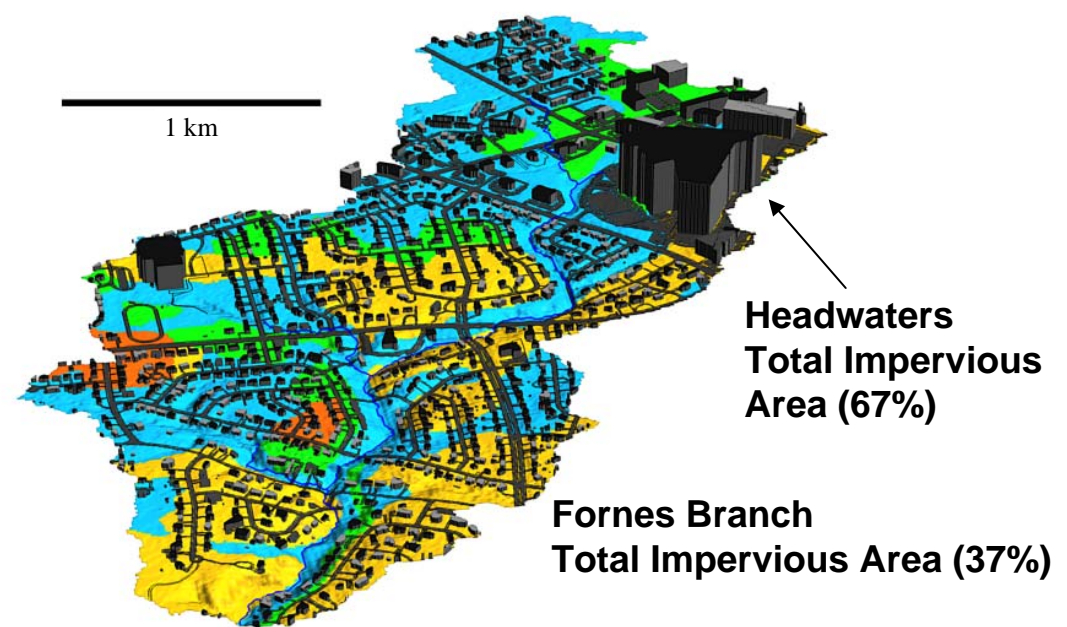 1 km
Headwaters
Total Impervious
Area (67%)
Fornes Branch
Total Impervious Area (37%)